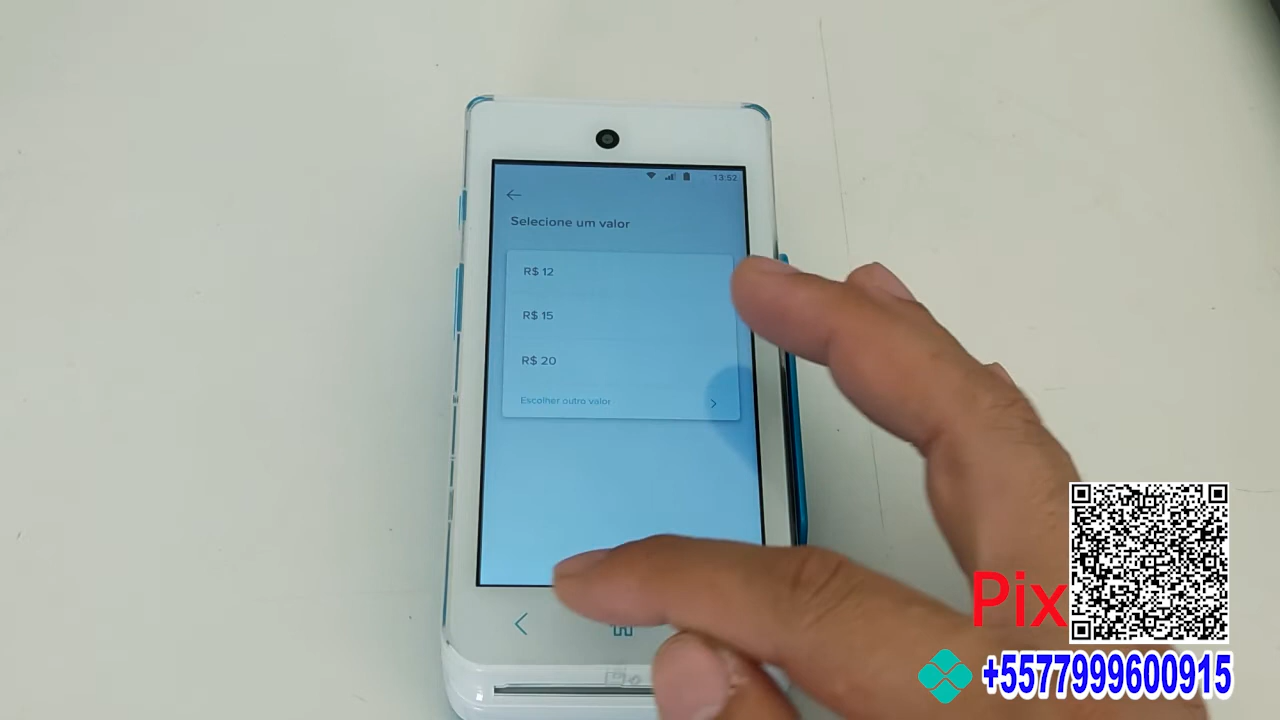 13:52
Selecione um valor
R$ 12
R$ 15
R$ 20
Escolher outro valor
Pix
+5577999600915